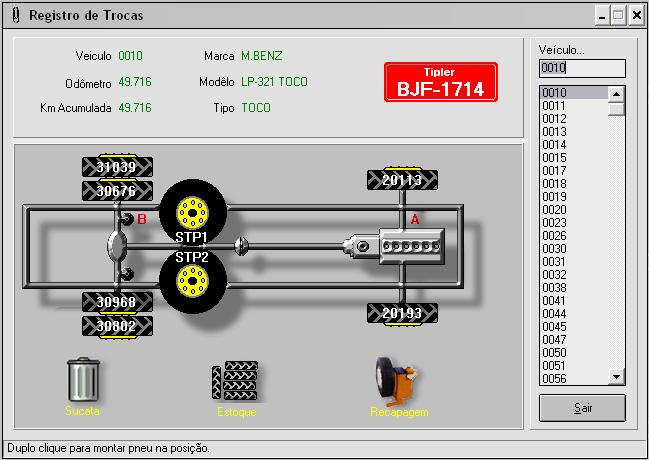 Registro de Trocas
Veiculo 0010 Marca M.BENZ
Odômetro 49.716 Modêlo LP-321 TOCO
Km Acumulada 49.716 Tipo TOCO
Tipler
BJF-1714
Veículo...
0010
0010
0011
0012
0013
0014
0015
0017
0018
0019
0020
0023
0026
0030
0031
0032
0038
0041
0044
0045
0047
0050
0051
0056
Sair
31039
30676
20113
B
A
STP1
STP2
30968
30802
20193
Sucata
Estoque
Recapagem
Duplo clique para montar pneu na posição.